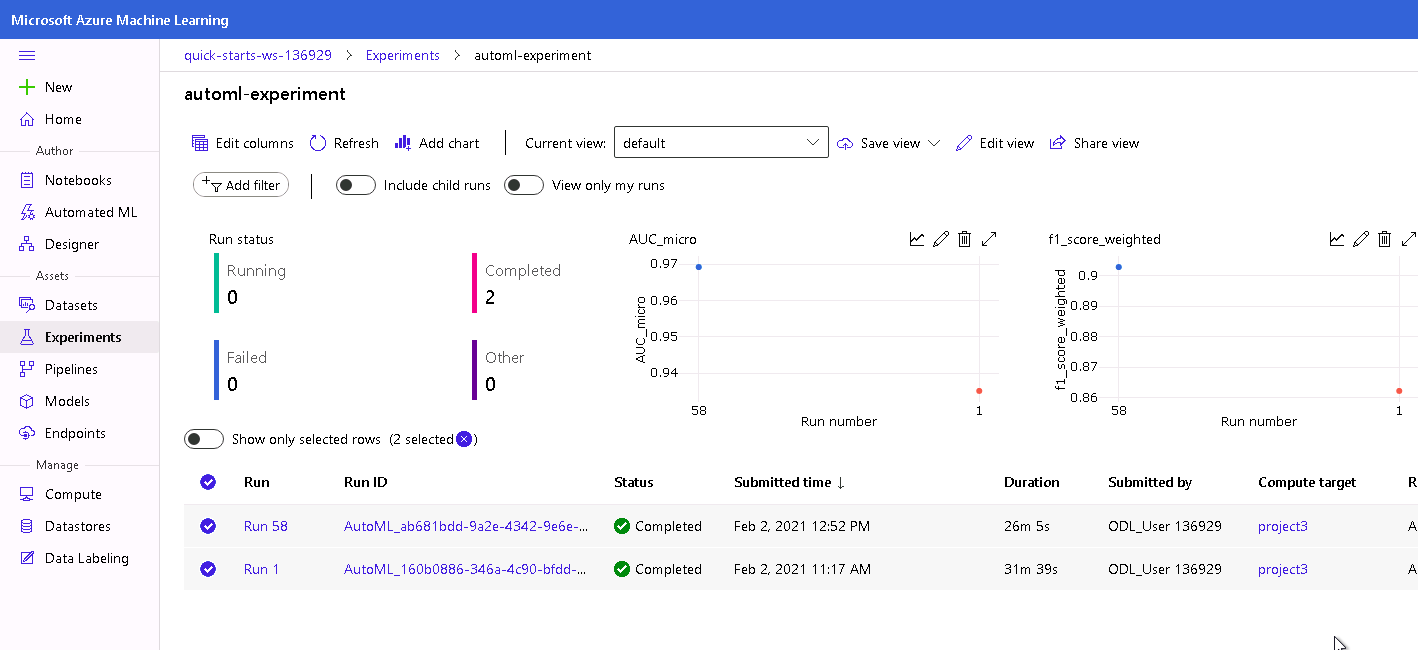 Microsoft Azure Machine Learning
quick-starts-ws-136929 > Experiments > automl-experiment
New
Home
Author
Notebooks
Automated ML
Designer
Assets
Datasets
Experiments
Pipelines
Models
Endpoints
Manage
Compute
Datastores
Data Labeling
automl-experiment
Edit columns Refresh Add chart Current view: default Save view Edit view Share view
Add filter Include child runs View only my runs
Run status
Running
0
Completed
2
Failed
0
Other
0
AUC_micro
AUC_micro
0.97
0.96
0.95
0.94
58 1
Run number
f1_score_weighted
f1_score_weighted
0.9
0.89
0.88
0.87
0.86
58 1
Run number
Show only selected rows (2 selected )
Run Run ID Status Submitted time ↓ Duration Submitted by Compute target R
Run 58 AutoML_ab681bdd-9a2e-4342-9e6e-... Completed Feb 2, 2021 12:52 PM 26m 5s ODL_User 136929 project3 A
Run 1 AutoML_160b0886-346a-4c90-bfdd-... Completed Feb 2, 2021 11:17 AM 31m 39s ODL_User 136929 project3 A